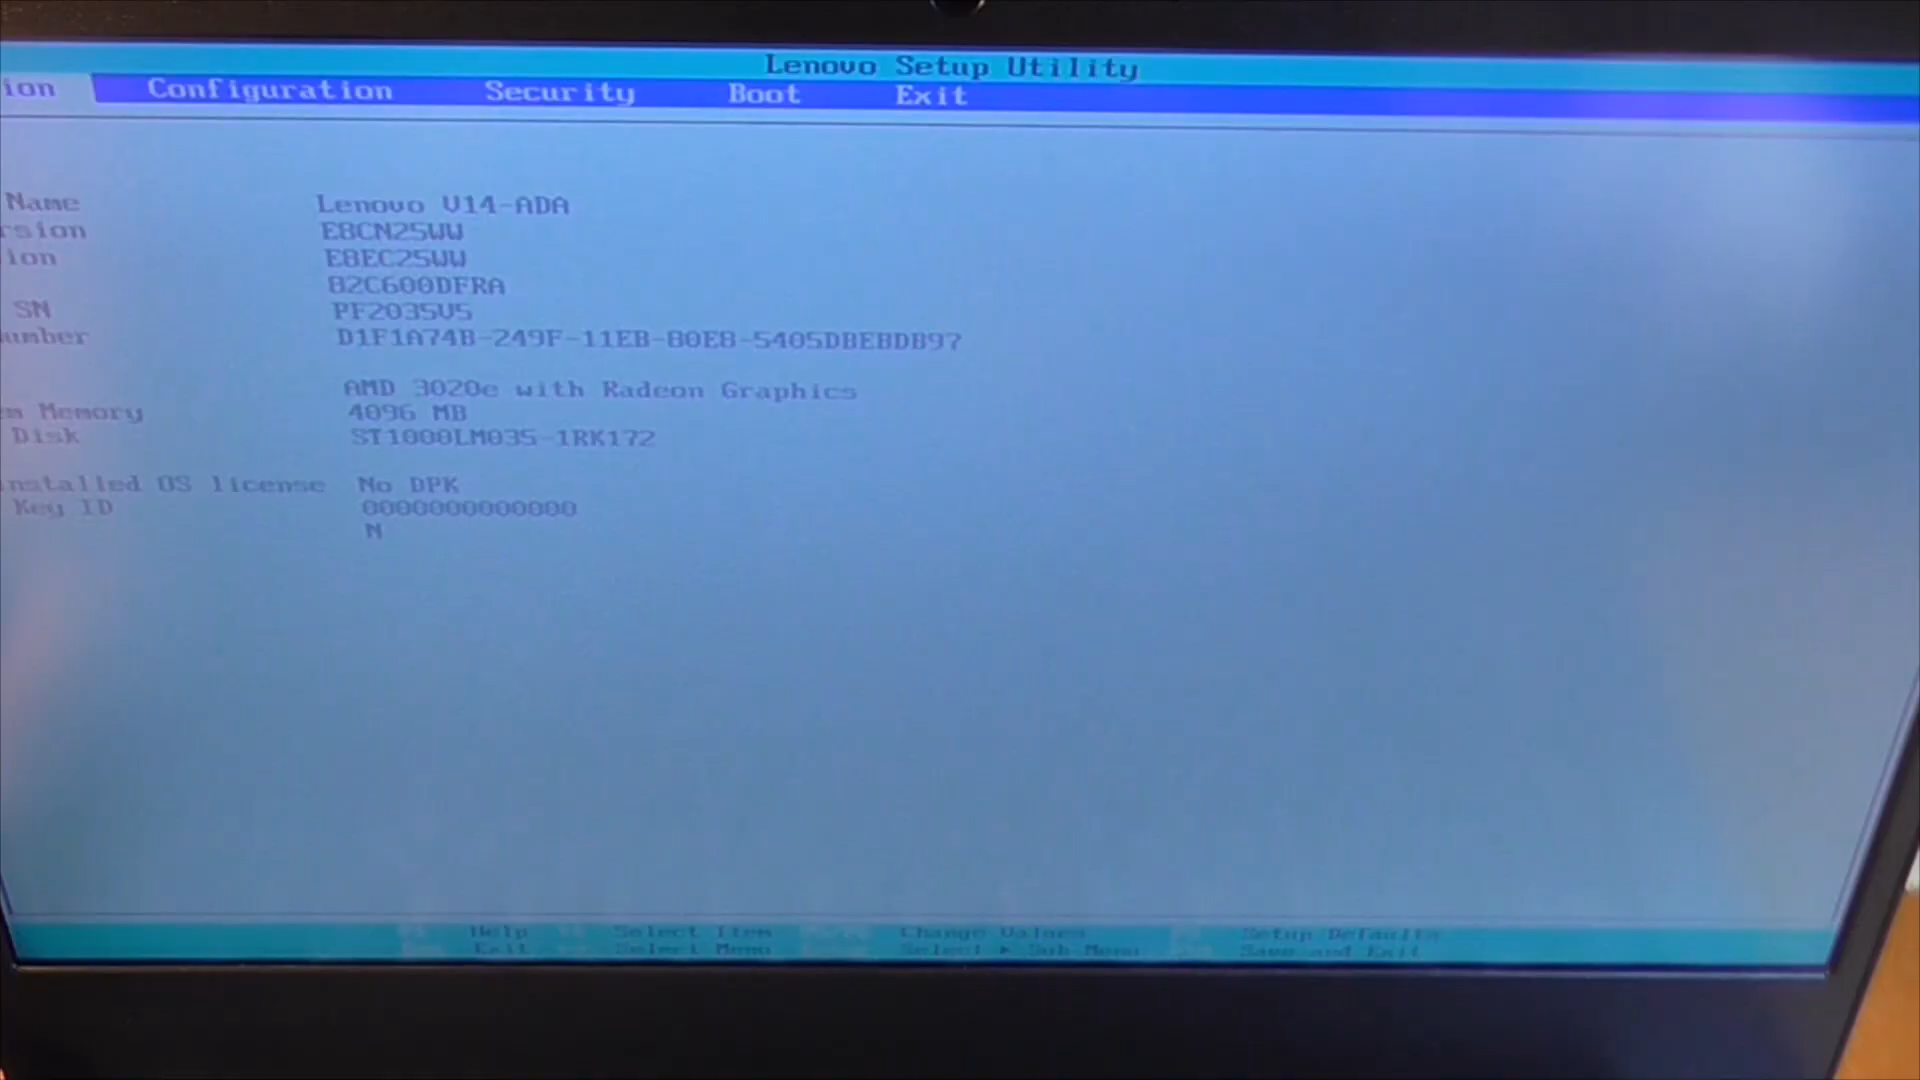 Lenovo Setup Utility
ion Configuration Security Boot Exit
Name Lenovo V14-ADA
rsion E8CN25WW
ion E8EC25WW
82C600DFRA
SN PF2035V5
umber D1F1A74B-249F-11EB-80E8-5405DBEBDB97
AMD 3020e with Radeon Graphics
em Memory 4096 MB
Disk ST1000LM035-1RK172
nstalled OS license No DPK
Key ID 0000000000000
N
Help Select Item Change Values Setup Defaults
Exit Select Menu Select ▶ Sub-Menu Save and Exit